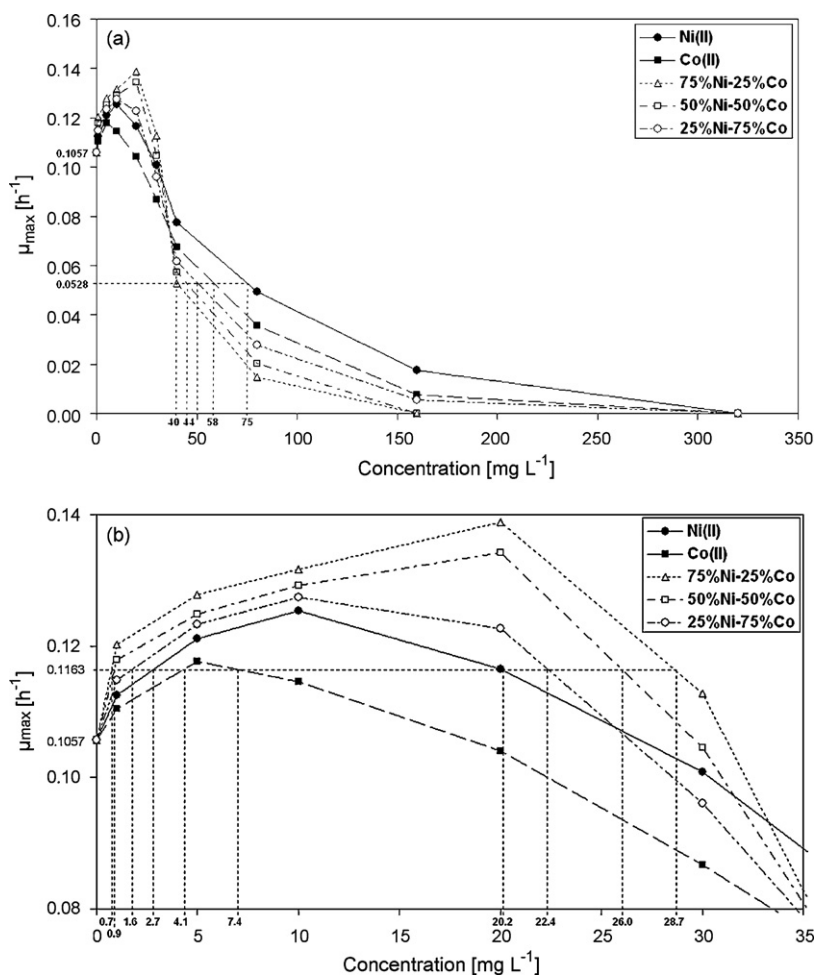 (a)
Ni(II)
Co(II)
75%Ni-25%Co
50%Ni-50%Co
25%Ni-75%Co
0.16
0.14
0.12
0.1057
0.10
0.08
0.06
0.0528
0.04
0.02
0.00
µmax [h-1]
40 44 58 75
0 50 100 150 200 250 300 350
Concentration [mg L-1]
(b)
Ni(II)
Co(II)
75%Ni-25%Co
50%Ni-50%Co
25%Ni-75%Co
0.14
0.12
0.1163
0.1057
0.10
0.08
µmax [h-1]
0.7 1.6 2.7 4.1 7.4 20.2 22.4 26.0 28.7
0.9
0 5 10 15 20 25 30 35
Concentration [mg L-1]